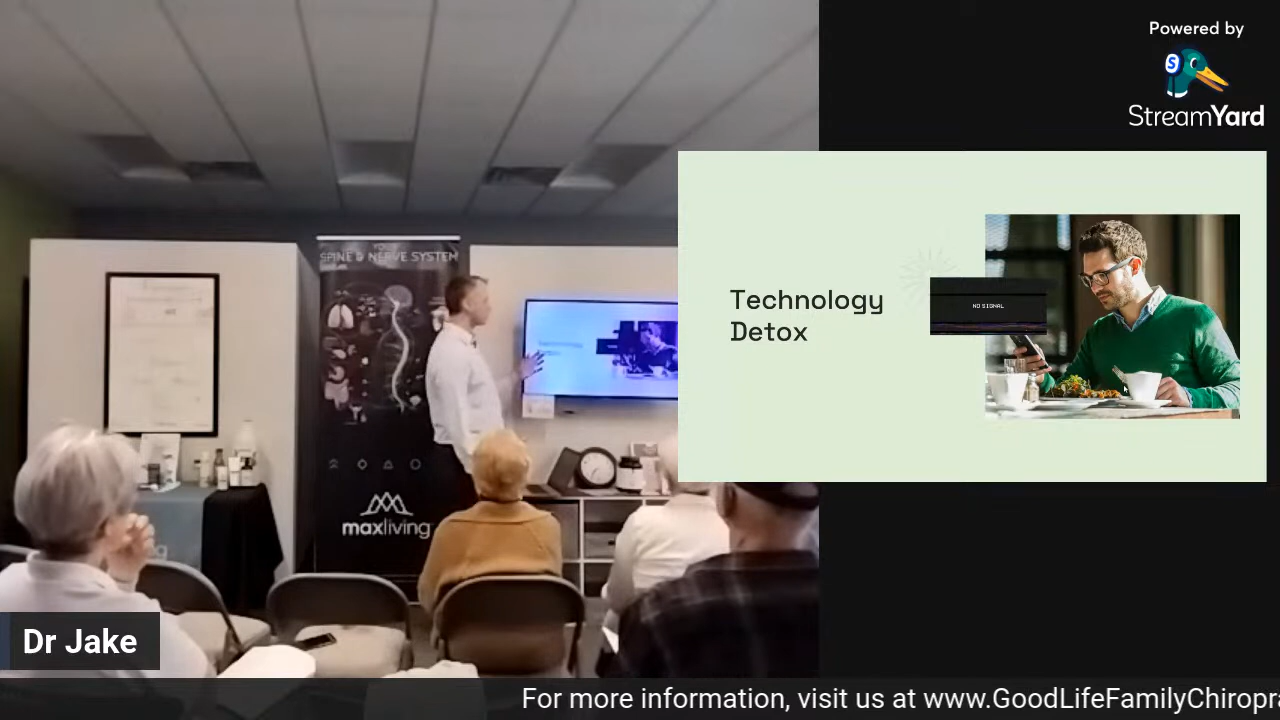 Powered by
StreamYard
YOUR
SPINE & NERVE SYSTEM
Technology
Detox
NO SIGNAL
maxliving
Dr Jake
For more information, visit us at www.GoodLifeFamilyChiropr